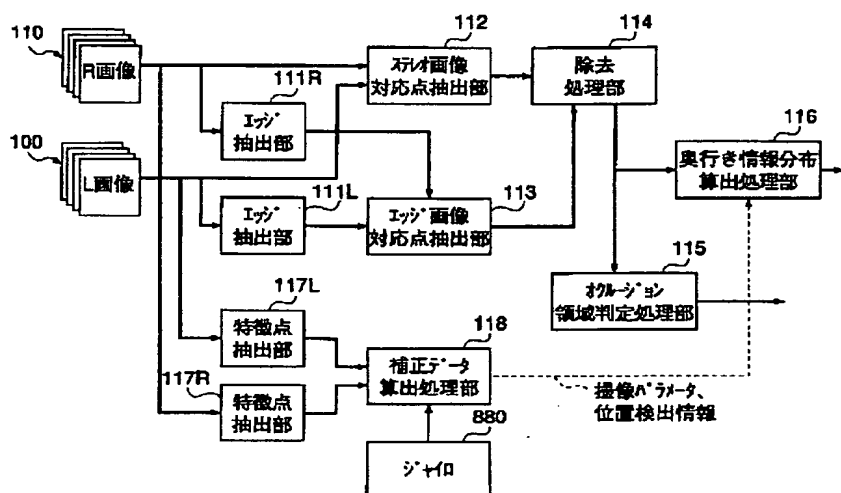 110
R画像
100
L画像
111R
エッジ
抽出部
111L
エッジ
抽出部
112
ステレオ画像
対応点抽出部
113
エッジ画像
対応点抽出部
114
除去
処理部
116
奥行き情報分布
算出処理部
115
オクルージョン
領域判定処理部
117L
特徴点
抽出部
117R
特徴点
抽出部
118
補正データ
算出処理部
撮像パラメータ、
位置検出情報
880
ジャイロ